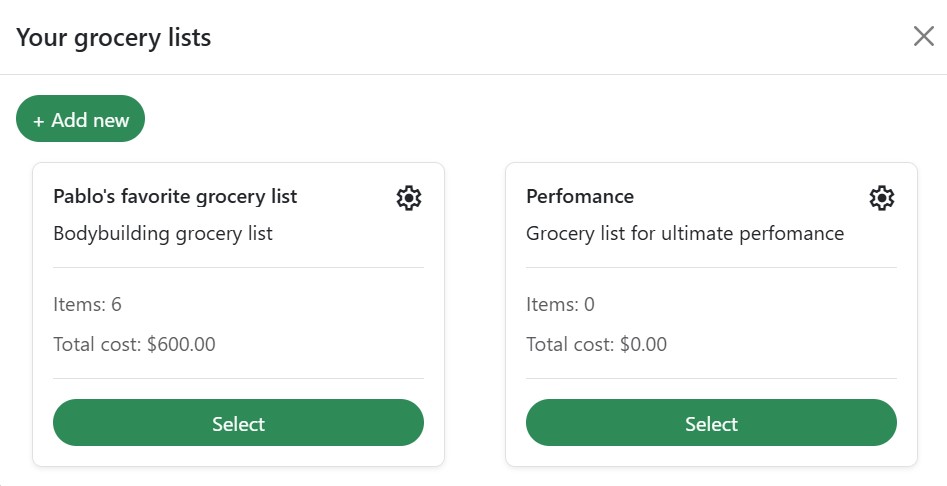 Your grocery lists
+ Add new
Pablo's favorite grocery list
Bodybuilding grocery list
Items: 6
Total cost: $600.00
Select
Perfomance
Grocery list for ultimate perfomance
Items: 0
Total cost: $0.00
Select